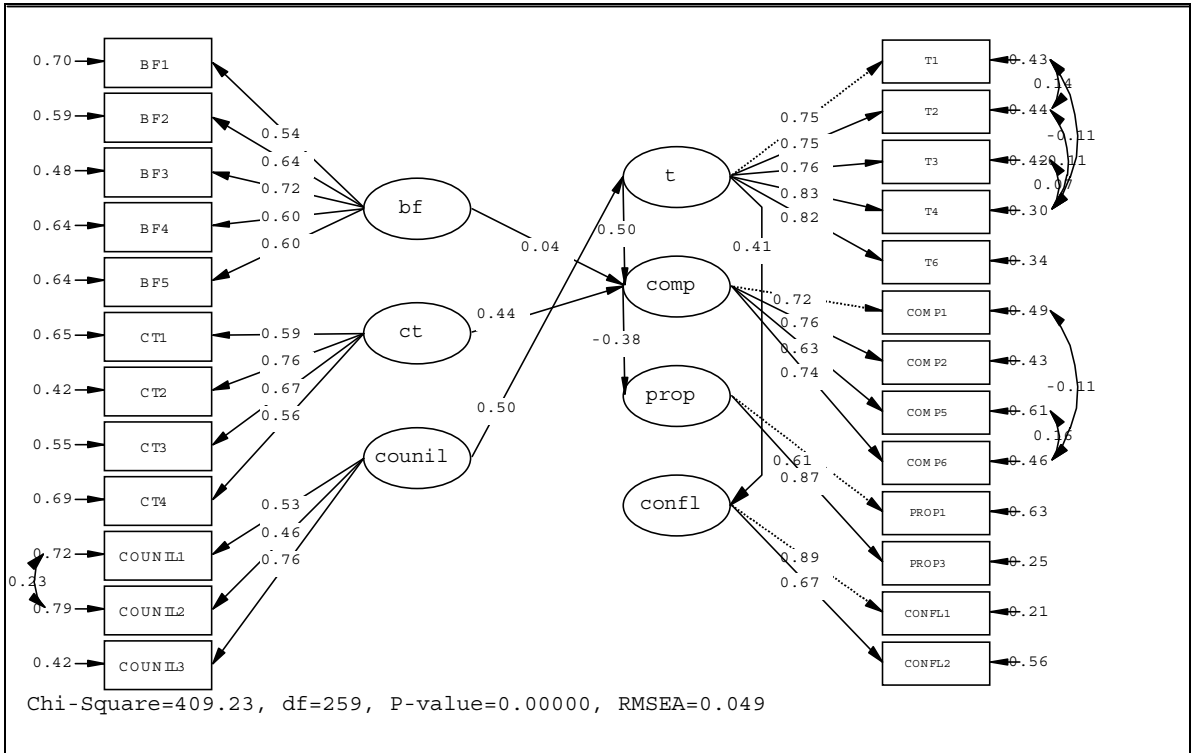 0.70 BF1
0.59 BF2
0.48 BF3
0.64 BF4
0.64 BF5
0.65 CT1
0.42 CT2
0.55 CT3
0.69 CT4
0.72 COUNIL1
0.23
0.79 COUNIL2
0.42 COUNIL3
0.54
0.64
0.72
0.60
0.60
0.59
0.76
0.67
0.56
0.53
0.46
0.76
bf
ct
counil
0.04
0.44
0.50
t
0.50
comp
-0.38
prop
confl
0.41
0.75
0.75
0.76
0.83
0.82
0.72
0.76
0.63
0.74
0.61
0.87
0.89
0.67
T1 0.43
0.14
T2 0.44
-0.11
T3 0.42
-0.11
0.07
T4 0.30
T6 0.34
COMP1 0.49
COMP2 0.43
-0.11
COMP5 0.61
0.16
COMP6 0.46
PROP1 0.63
PROP3 0.25
CONFL1 0.21
CONFL2 0.56
Chi-Square=409.23, df=259, P-value=0.00000, RMSEA=0.049